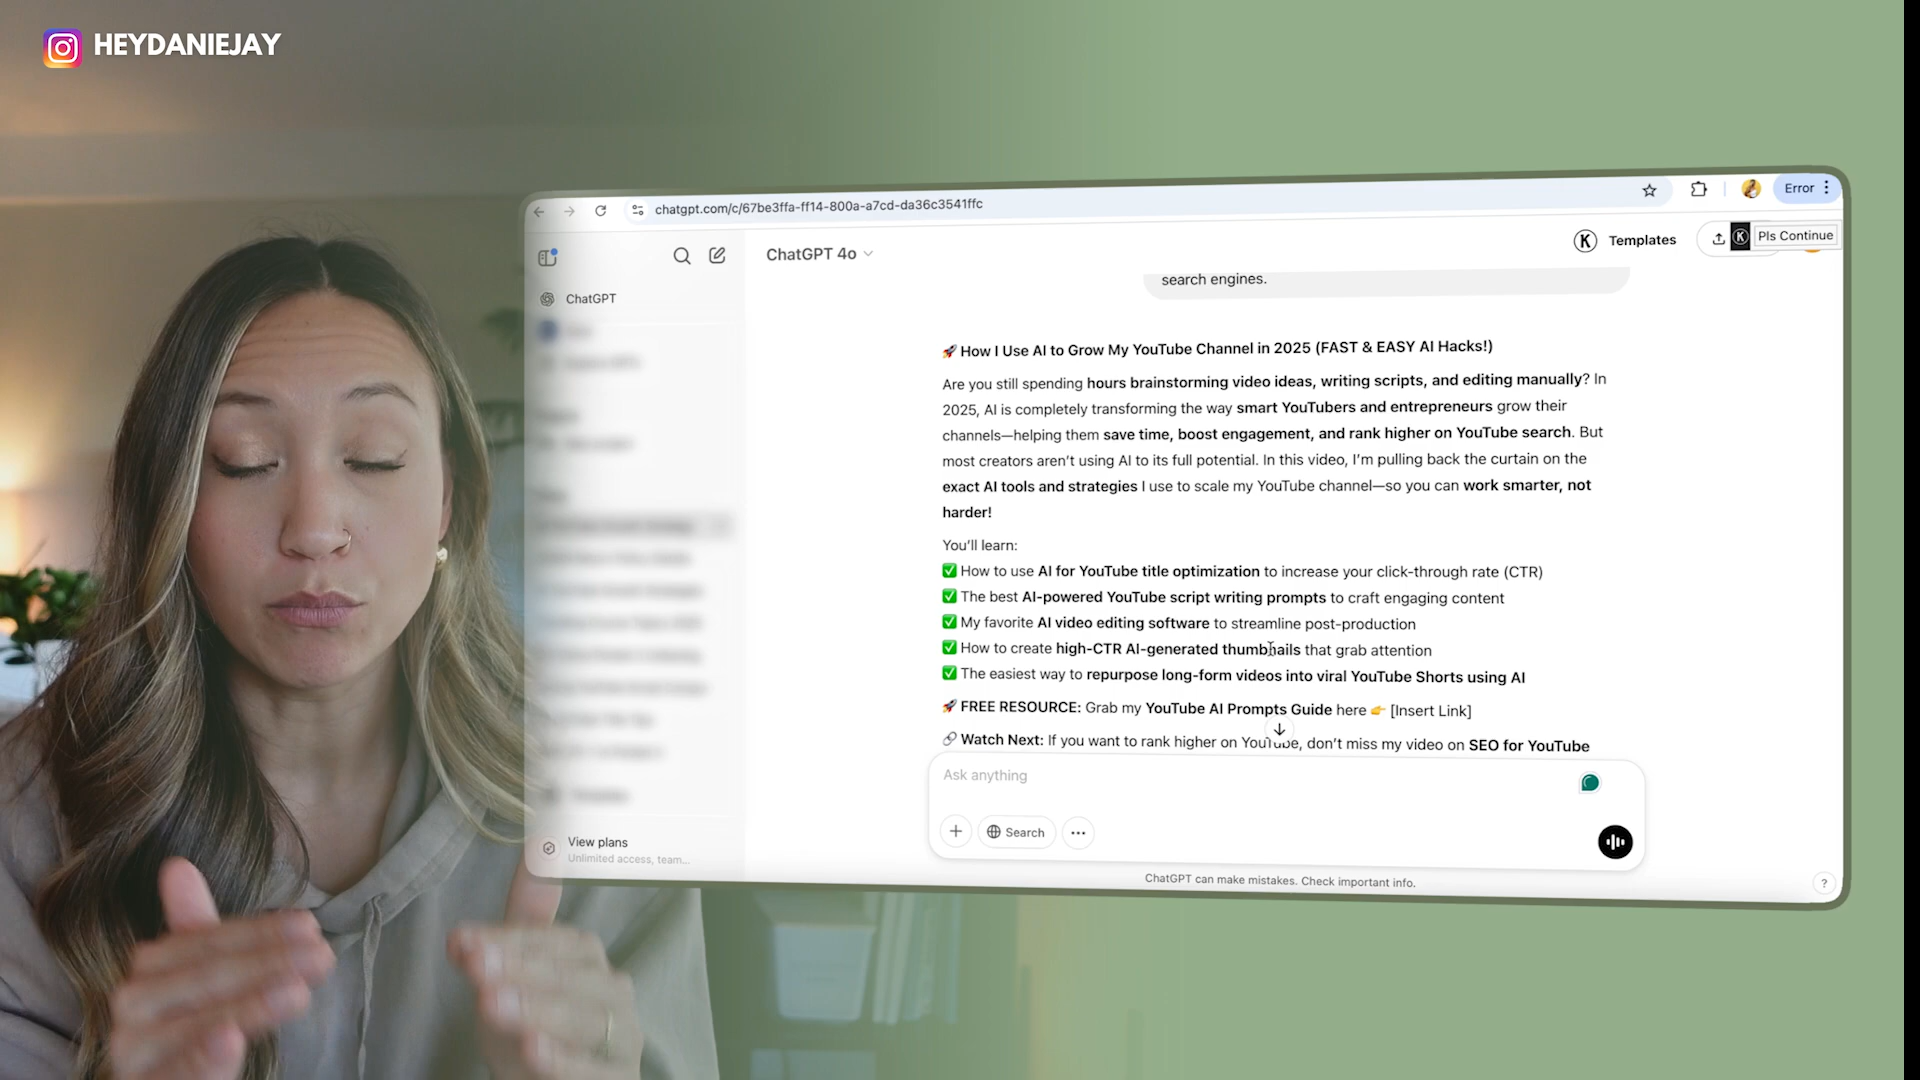 HEYDANIEJAY
chatgpt.com/c/67be3ffa-ff14-800a-a7cd-da36c3541ffc
Error
ChatGPT 4o
K Templates
K Pls Continue
ChatGPT
search engines.
🚀 How I Use AI to Grow My YouTube Channel in 2025 (FAST & EASY AI Hacks!)
Are you still spending hours brainstorming video ideas, writing scripts, and editing manually? In
2025, AI is completely transforming the way smart YouTubers and entrepreneurs grow their
channels—helping them save time, boost engagement, and rank higher on YouTube search. But
most creators aren't using AI to its full potential. In this video, I'm pulling back the curtain on the
exact AI tools and strategies I use to scale my YouTube channel—so you can work smarter, not
harder!
You'll learn:
✅ How to use AI for YouTube title optimization to increase your click-through rate (CTR)
✅ The best AI-powered YouTube script writing prompts to craft engaging content
✅ My favorite AI video editing software to streamline post-production
✅ How to create high-CTR AI-generated thumbnails that grab attention
✅ The easiest way to repurpose long-form videos into viral YouTube Shorts using AI
🚀 FREE RESOURCE: Grab my YouTube AI Prompts Guide here 👉 [Insert Link]
🔗 Watch Next: If you want to rank higher on YouTube, don't miss my video on SEO for YouTube
Ask anything
Search
View plans
Unlimited access, team...
ChatGPT can make mistakes. Check important info.
?